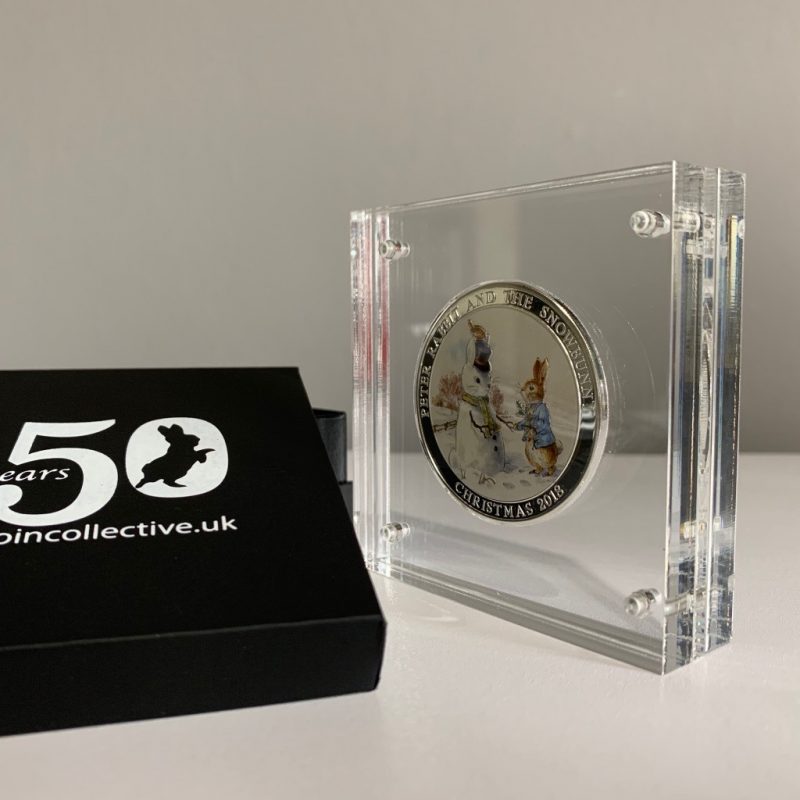 PETER RABBIT AND THE SNOWBUNNY
CHRISTMAS 2018
50
ears
oincollective.uk